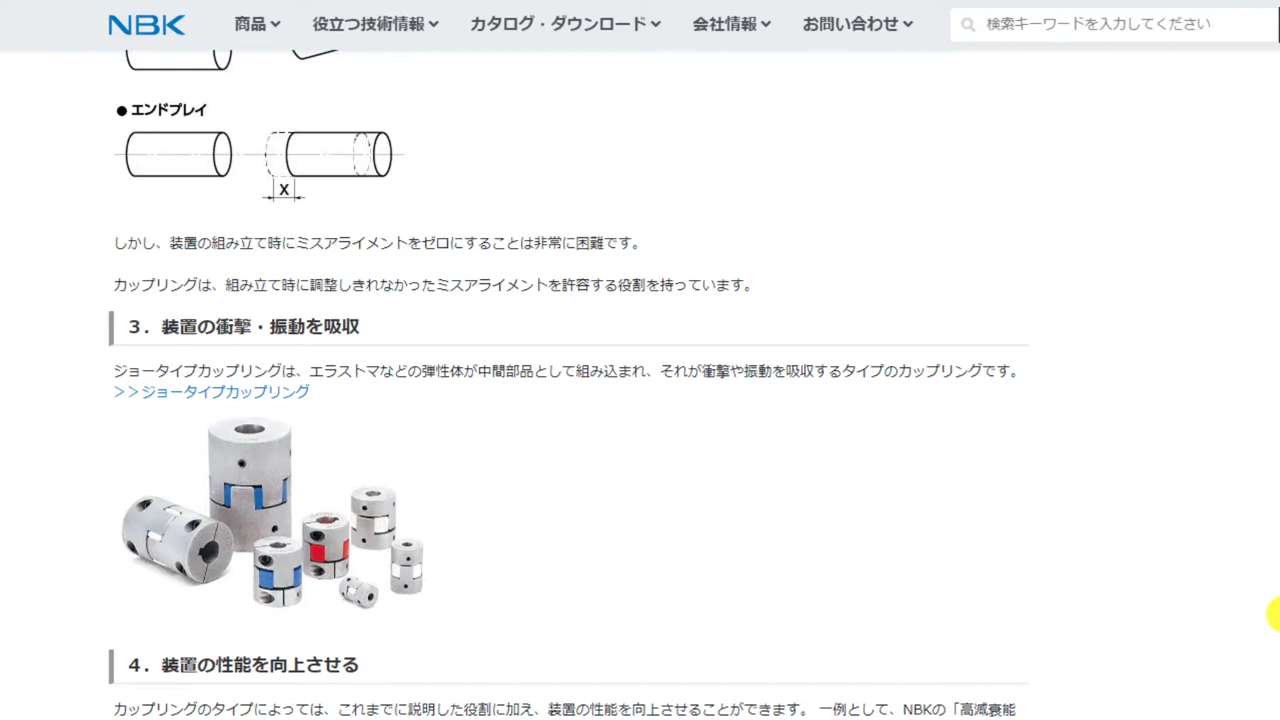 NBK 商品 役立つ技術情報 カタログ・ダウンロード 会社情報 お問い合わせ 検索キーワードを入力してください
● エンドプレイ
X
しかし、装置の組み立て時にミスアライメントをゼロにすることは非常に困難です。
カップリングは、組み立て時に調整しきれなかったミスアライメントを許容する役割を持っています。
３．装置の衝撃・振動を吸収
ジョータイプカップリングは、エラストマなどの弾性体が中間部品として組み込まれ、それが衝撃や振動を吸収するタイプのカップリングです。
>>ジョータイプカップリング
４．装置の性能を向上させる
カップリングのタイプによっては、これまでに説明した役割に加え、装置の性能を向上させることができます。 一例として、NBKの「高減衰能